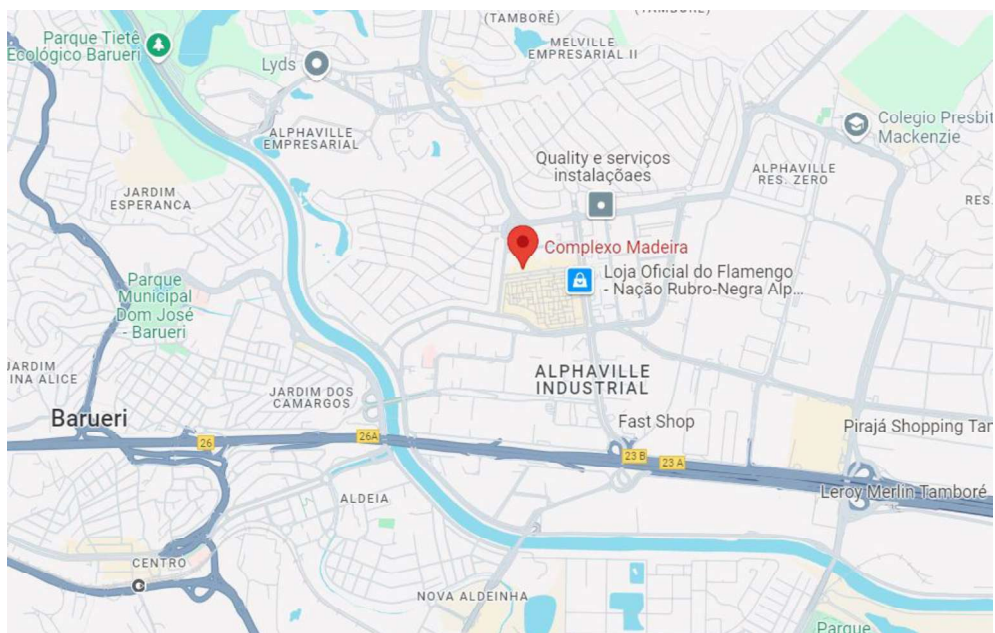 (TAMBORÉ)
(TAMBORÉ)
Parque Tietê
Ecológico Barueri
Lyds
MELVILLE
EMPRESARIAL II
ALPHAVILLE
EMPRESARIAL
Colegio Presbit
Mackenzie
Quality e serviços
instalaçõaes
ALPHAVILLE
RES. ZERO
JARDIM
ESPERANCA
RES.
Complexo Madeira
Loja Oficial do Flamengo
- Nação Rubro-Negra Alp...
Parque
Municipal
Dom José
- Barueri
JARDIM
INA ALICE
ALPHAVILLE
INDUSTRIAL
JARDIM DOS
CAMARGOS
Barueri
Fast Shop
Pirajá Shopping Tam
26
26A
23 B
23 A
Leroy Merlin Tamboré
ALDEIA
CENTRO
NOVA ALDEINHA
Parque